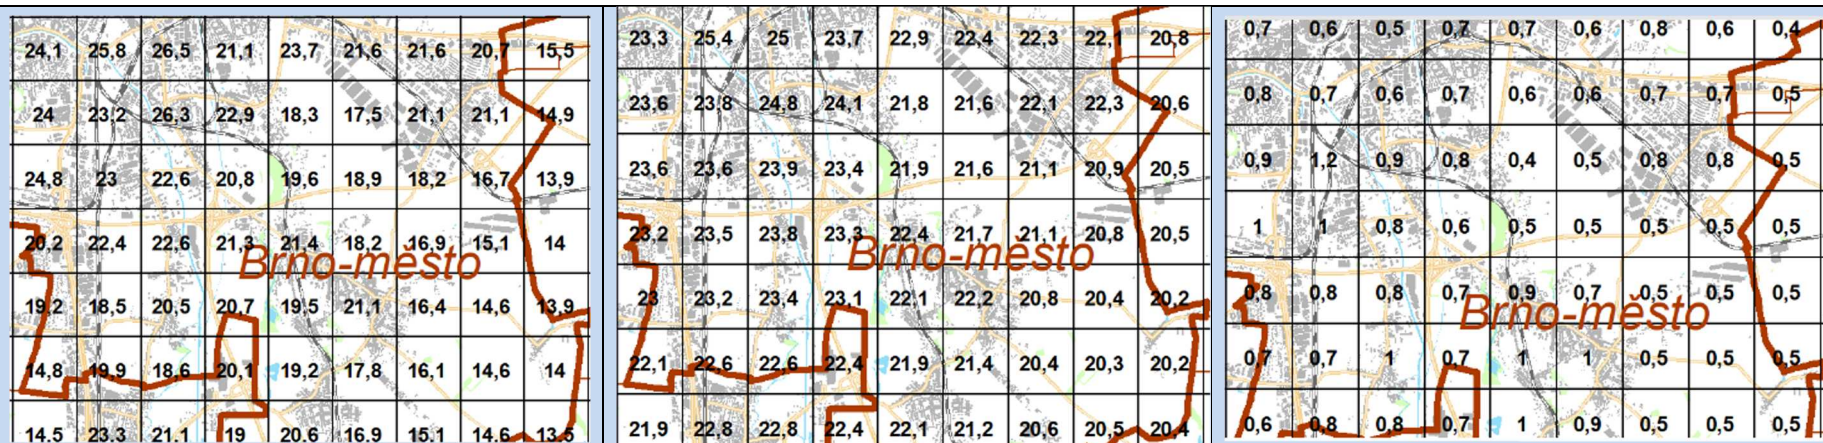 24,1 25,8 26,5 21,1 23,7 21,6 21,6 20,7 15,5
24 23,2 26,3 22,9 18,3 17,5 21,1 21,1 14,9
24,8 23 22,6 20,8 19,6 18,9 18,2 16,7 13,9
20,2 22,4 22,6 21,3 21,4 18,2 16,9 15,1 14
Brno-město
19,2 18,5 20,5 20,7 19,5 21,1 16,4 14,6 13,9
14,8 19,9 18,6 20,1 19,2 17,8 16,1 14,6 14
14,5 23,3 21,1 19 20,6 16,9 15,1 14,6 13,5
23,3 25,4 25 23,7 22,9 22,4 22,3 22,1 20,8
23,6 23,8 24,8 24,1 21,8 21,6 22,1 22,3 20,6
23,6 23,6 23,9 23,4 21,9 21,6 21,1 20,9 20,5
23,2 23,5 23,8 23,3 22,4 21,7 21,1 20,8 20,5
Brno-město
23 23,2 23,4 23,1 22,1 22,2 20,8 20,4 20,2
22,1 22,6 22,6 22,4 21,9 21,4 20,4 20,3 20,2
21,9 22,8 22,8 22,4 22,1 21,2 20,6 20,5 20,4
0,7 0,6 0,5 0,7 0,7 0,6 0,8 0,6 0,4
0,8 0,7 0,6 0,7 0,6 0,6 0,7 0,7 0,5
0,9 1,2 0,9 0,8 0,4 0,5 0,8 0,8 0,5
1 1 0,8 0,6 0,5 0,5 0,5 0,5 0,5
0,8 0,8 0,8 0,7 0,9 0,7 0,5 0,5 0,5
Brno-město
0,7 0,7 1 0,7 1 1 0,5 0,5 0,5
0,6 0,8 0,8 0,7 1 0,9 0,5 0,5 0,5